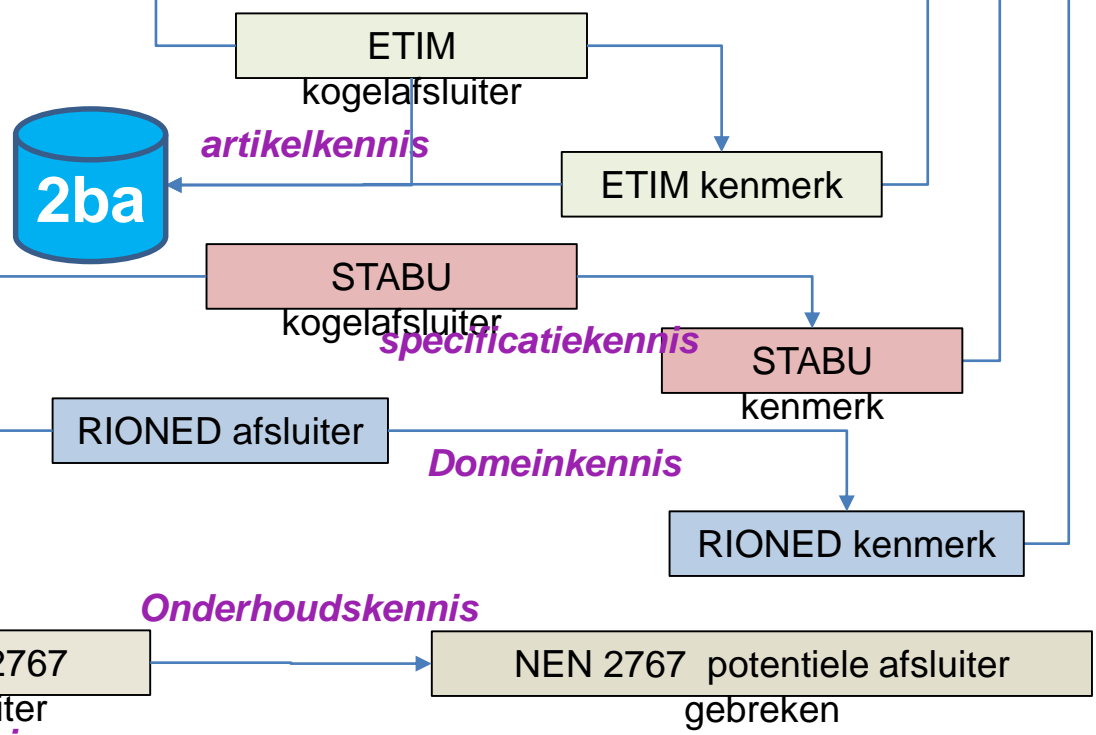 ETIM
kogelafsluiter
artikelkennis
2ba
ETIM kenmerk
STABU
kogelafsluiter
specificatiekennis
STABU
kenmerk
RIONED afsluiter
Domeinkennis
RIONED kenmerk
Onderhoudskennis
2767
iter
NEN 2767 potentiele afsluiter
gebreken